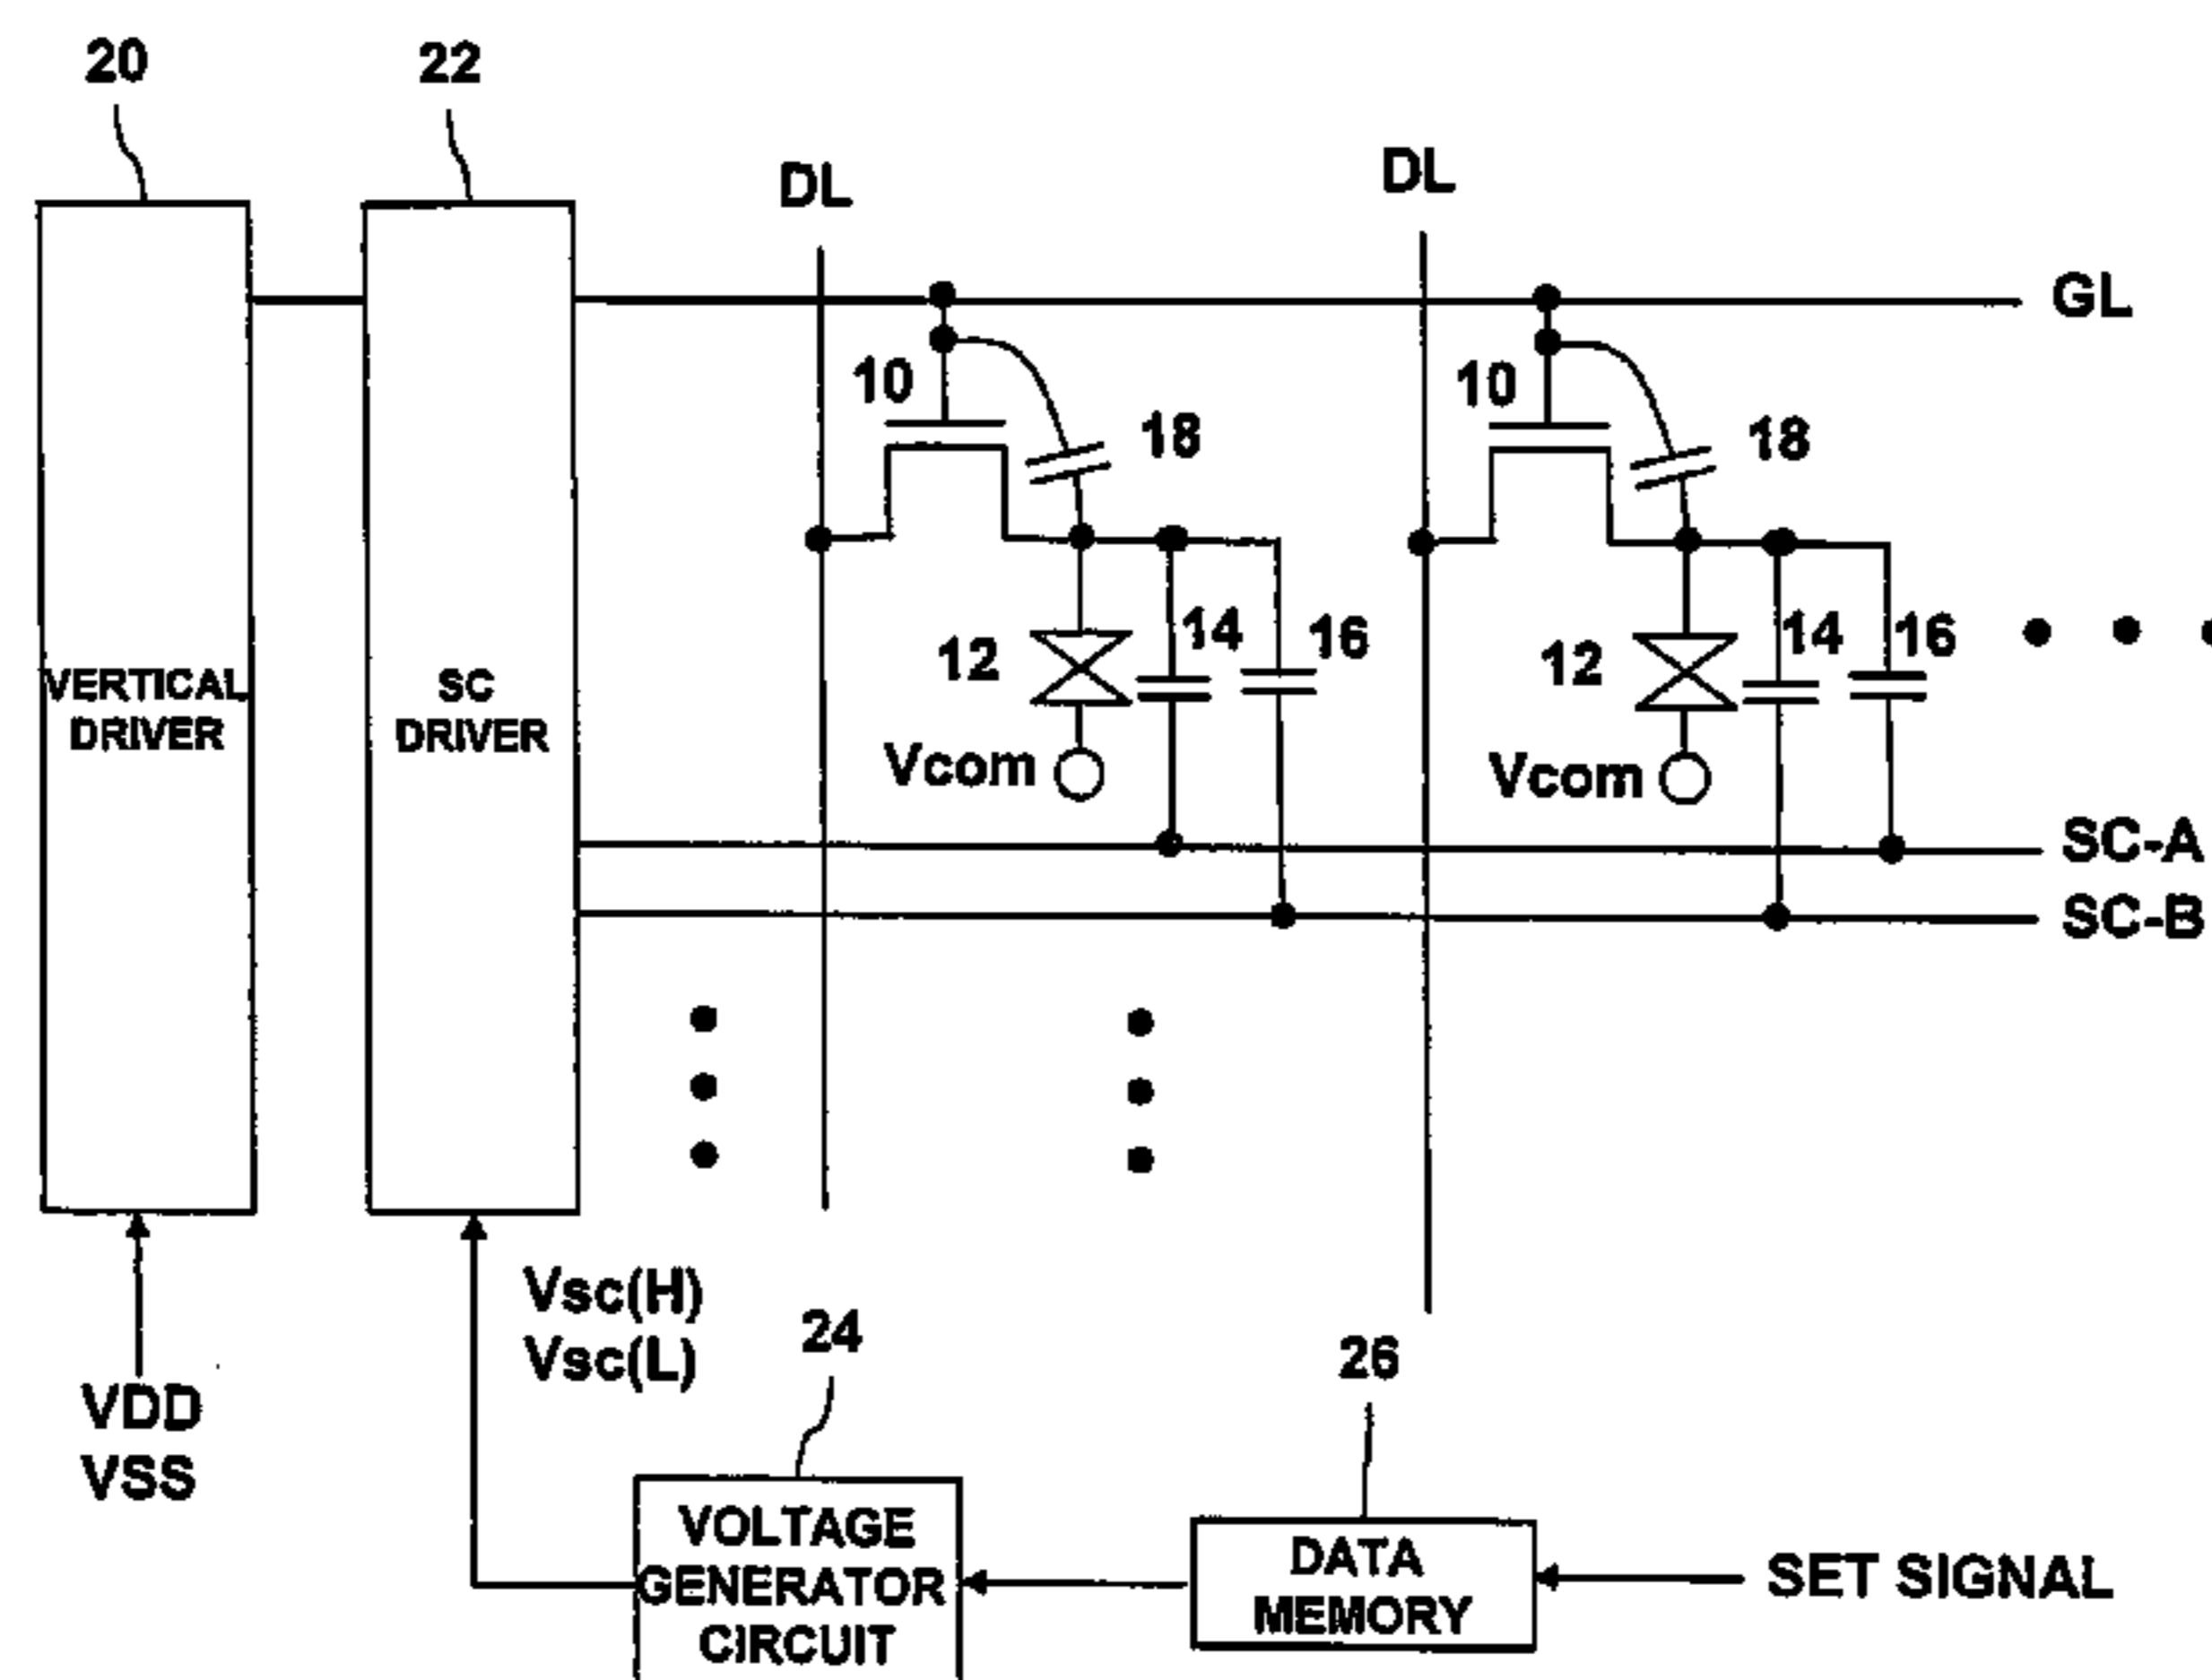 20
22
DL
DL
GL
10
18
10
18
VERTICAL
DRIVER
SC
DRIVER
12
14
16
12
14
16
Vcom
Vcom
SC-A
SC-B
Vsc(H)
Vsc(L)
24
26
VDD
VSS
VOLTAGE
GENERATOR
CIRCUIT
DATA
MEMORY
SET SIGNAL